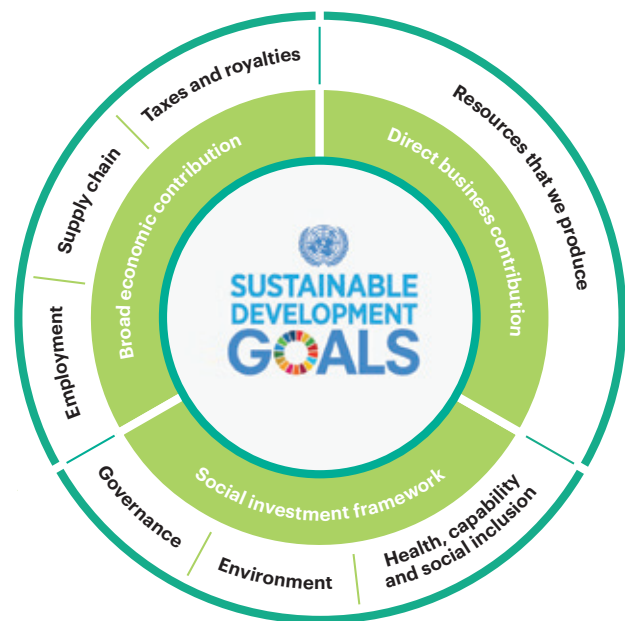 Taxes and royalties
Supply chain
Employment
Broad economic contribution
Resources that we produce
Direct business contribution
SUSTAINABLE
DEVELOPMENT
GOALS
Social investment framework
Governance
Environment
Health, capability
and social inclusion